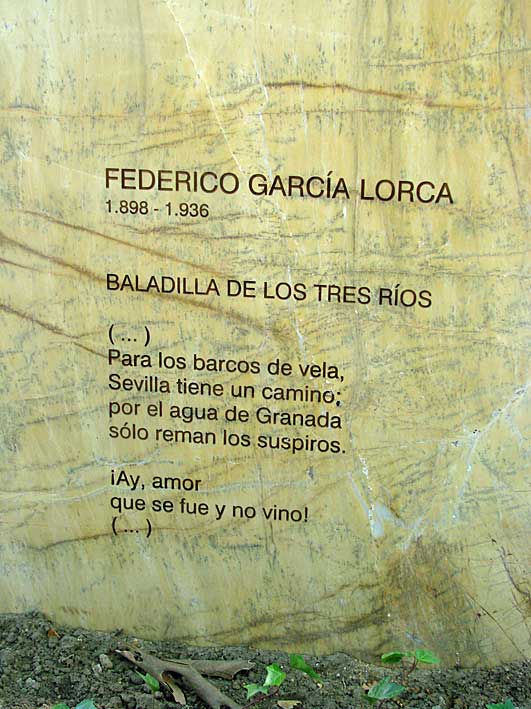 FEDERICO GARCÍA LORCA
1.898 - 1.936
BALADILLA DE LOS TRES RÍOS
(...)
Para los barcos de vela,
Sevilla tiene un camino;
por el agua de Granada
sólo reman los suspiros.
¡Ay, amor
que se fue y no vino!
(...)